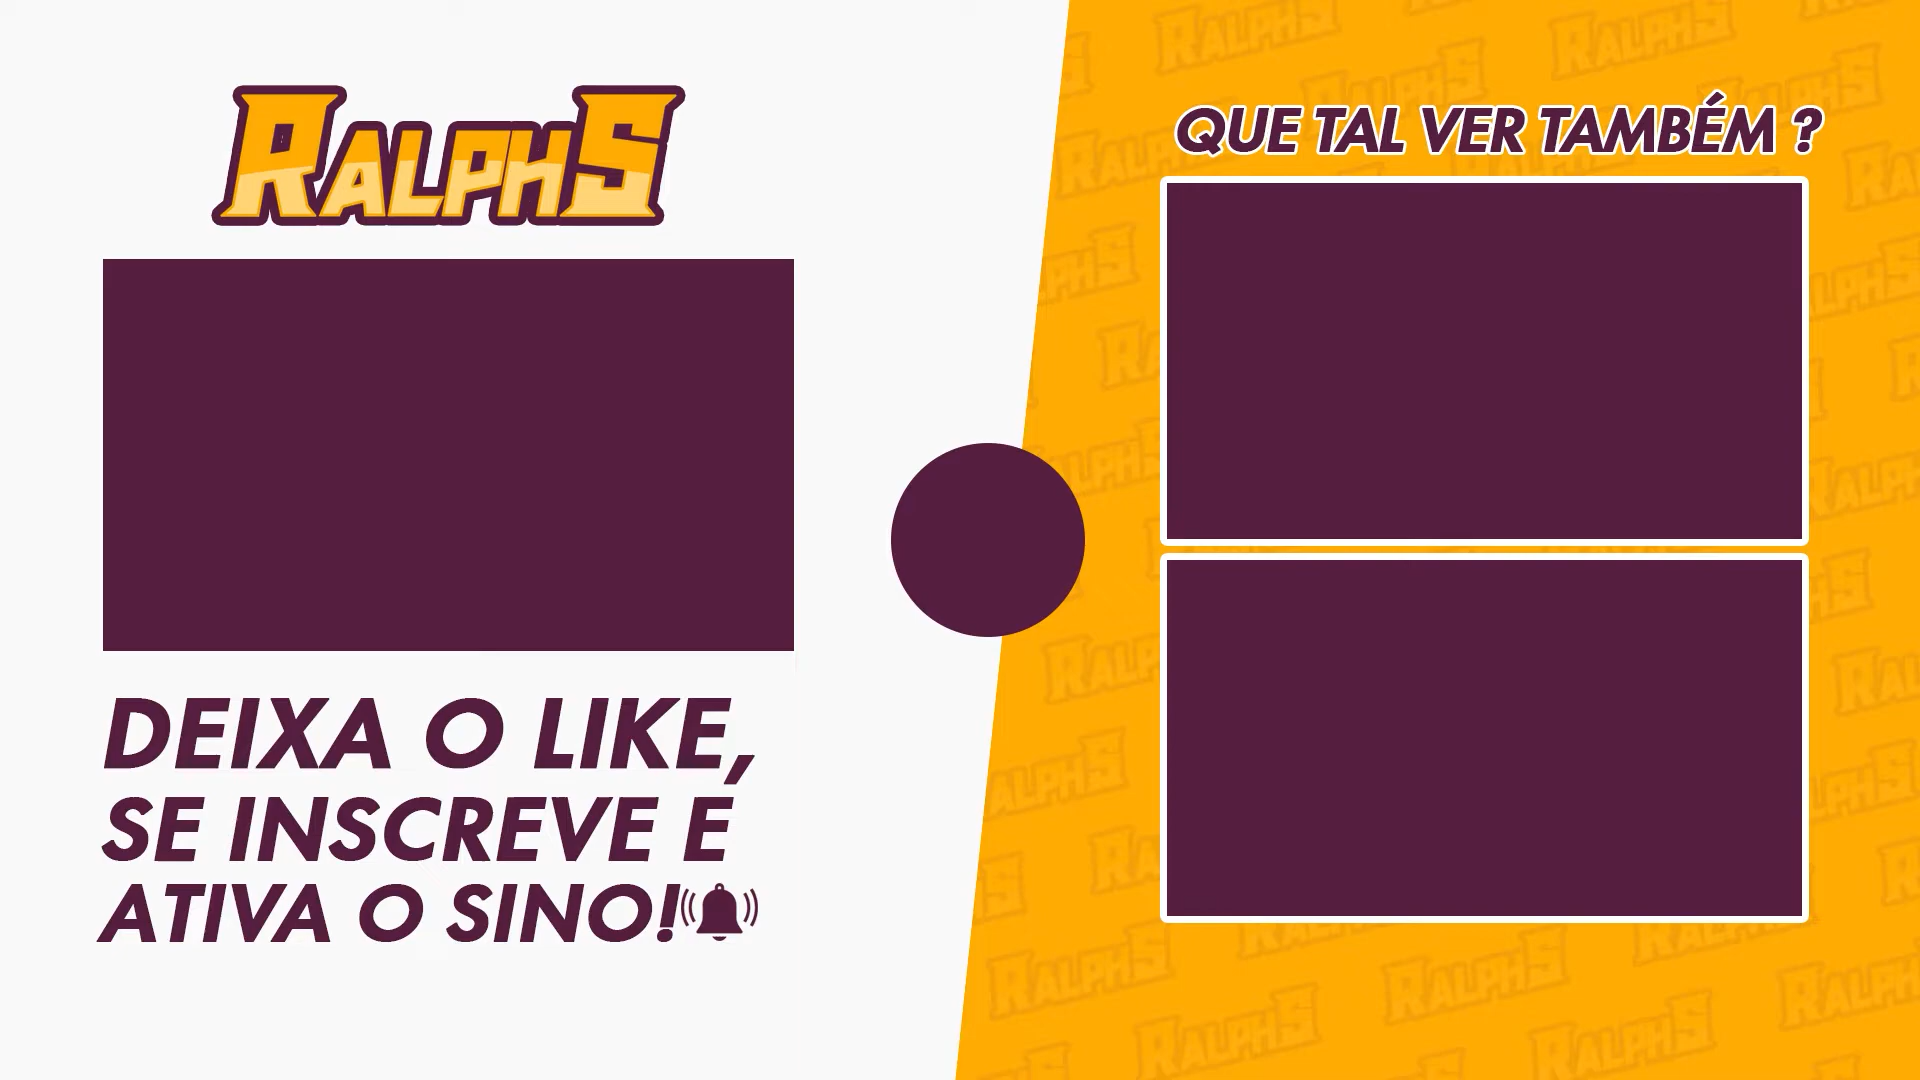 RALPHS
DEIXA O LIKE,
SE INSCREVE E
ATIVA O SINO!
QUE TAL VER TAMBÉM ?